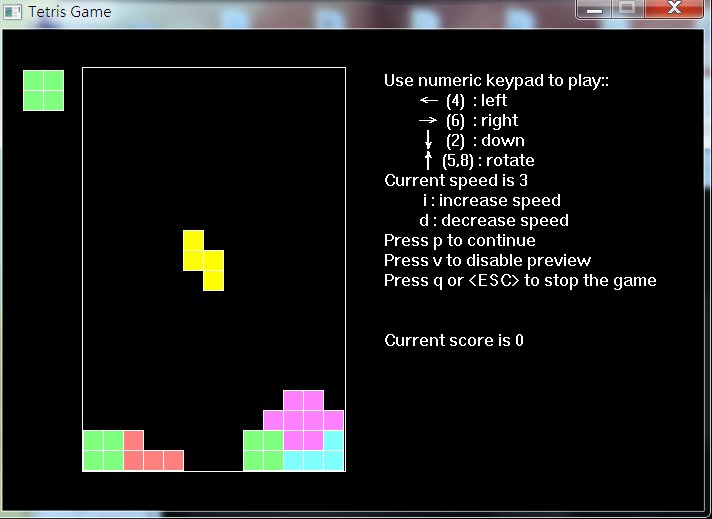 Tetris Game
Use numeric keypad to play::
← (4) : left
→ (6) : right
↓ (2) : down
↑ (5,8) : rotate
Current speed is 3
i : increase speed
d : decrease speed
Press p to continue
Press v to disable preview
Press q or <ESC> to stop the game
Current score is 0